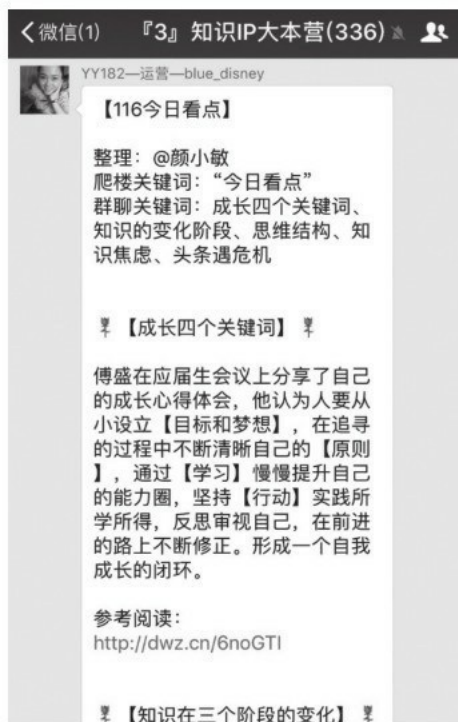 微信(1) 『3』知识IP大本营(336)
YY182—运营—blue_disney
【116今日看点】
整理：@颜小敏
爬楼关键词：“今日看点”
群聊关键词：成长四个关键词、
知识的变化阶段、思维结构、知
识焦虑、头条遇危机
【成长四个关键词】
傅盛在应届生会议上分享了自己
的成长心得体会，他认为人要从
小设立【目标和梦想】，在追寻
的过程中不断清晰自己的【原则
】，通过【学习】慢慢提升自己
的能力圈，坚持【行动】实践所
学所得，反思审视自己，在前进
的路上不断修正。形成一个自我
成长的闭环。
参考阅读：
http://dwz.cn/6noGTI
【知识在三个阶段的变化】